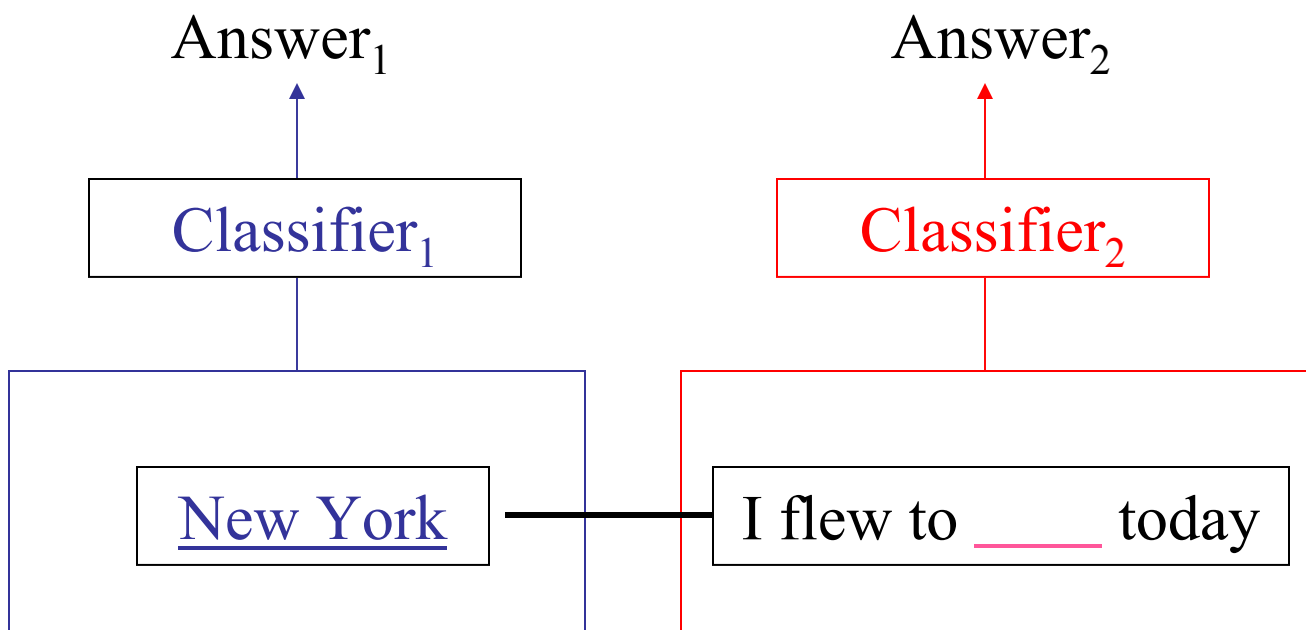 Answer₁
Answer₂
Classifier₁
Classifier₂
New York
I flew to ____ today